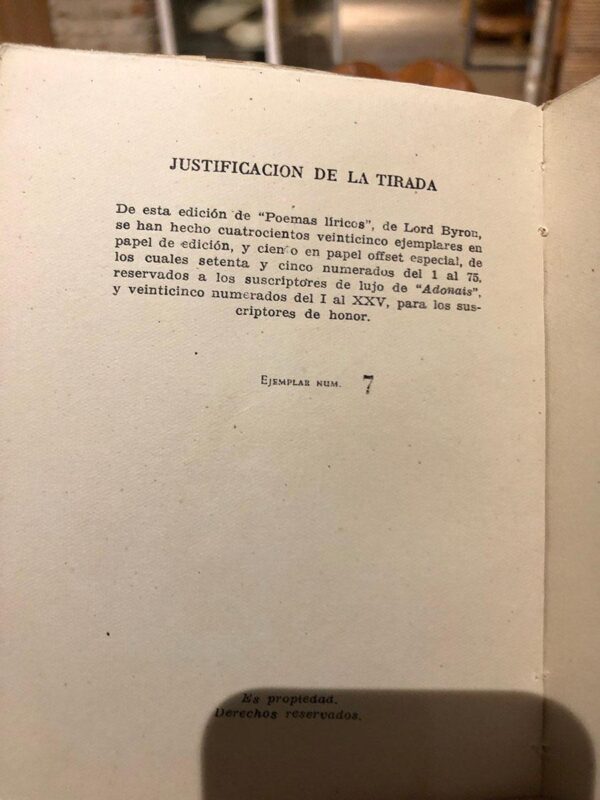 JUSTIFICACION DE LA TIRADA
De esta edición de "Poemas líricos", de Lord Byron,
se han hecho cuatrocientos veinticinco ejemplares en
papel de edición, y ciento en papel offset especial, de
los cuales setenta y cinco numerados del 1 al 75,
reservados a los suscriptores de lujo de "Adonais",
y veinticinco numerados del I al XXV, para los sus-
criptores de honor.
EJEMPLAR NUM. 7
Es propiedad.
Derechos reservados.